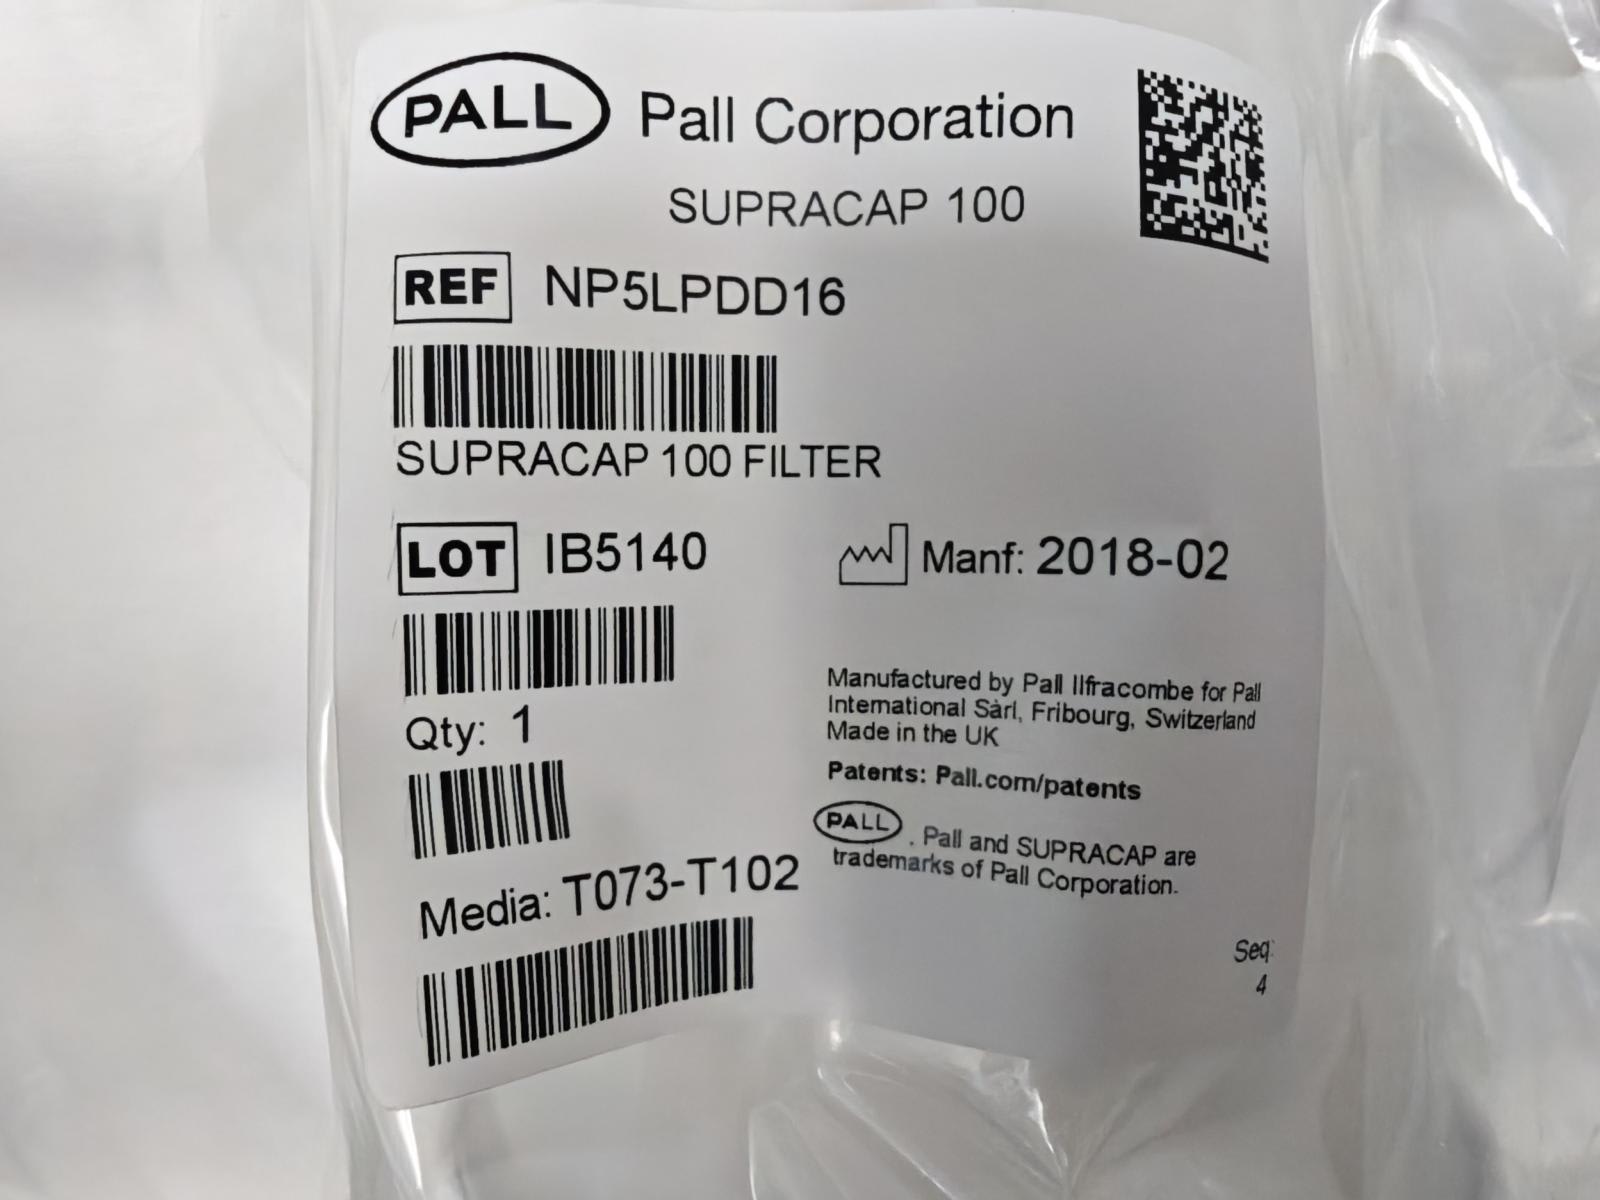 PALL Pall Corporation
SUPRACAP 100
REF NP5LPDD16
SUPRACAP 100 FILTER
LOT IB5140
Manf: 2018-02
Qty: 1
Media: T073-T102
Manufactured by Pall Ilfracombe for Pall
International Sàrl, Fribourg, Switzerland
Made in the UK
Patents: Pall.com/patents
PALL . Pall and SUPRACAP are
trademarks of Pall Corporation.
Seq:
4